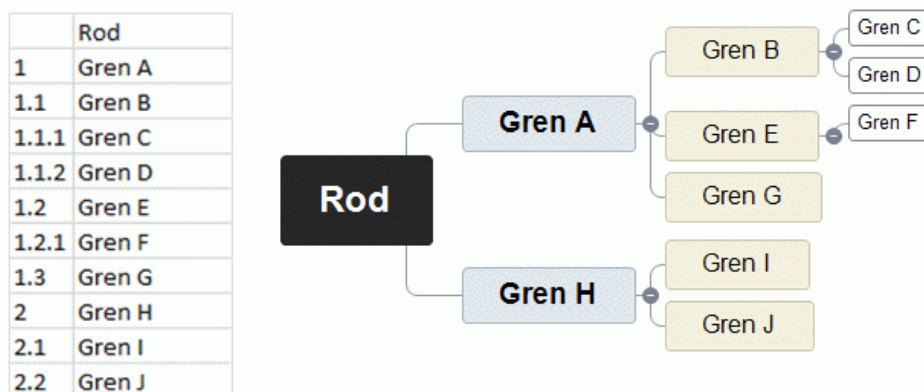 Rod
1 Gren A
1.1 Gren B
1.1.1 Gren C
1.1.2 Gren D
1.2 Gren E
1.2.1 Gren F
1.3 Gren G
2 Gren H
2.1 Gren I
2.2 Gren J
Rod
Gren A
Gren B
Gren C
Gren D
Gren E
Gren F
Gren G
Gren H
Gren I
Gren J